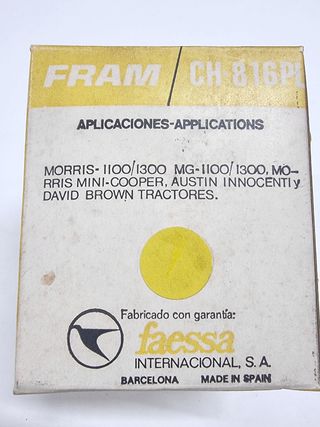 FRAM / CH-816PL
APLICACIONES-APPLICATIONS
MORRIS-1100/1300 MG-1100/1300, MO-
RRIS MINI-COOPER, AUSTIN INNOCENTI y
DAVID BROWN TRACTORES.
Fabricado con garantía:
faessa
INTERNACIONAL, S. A.
BARCELONA MADE IN SPAIN